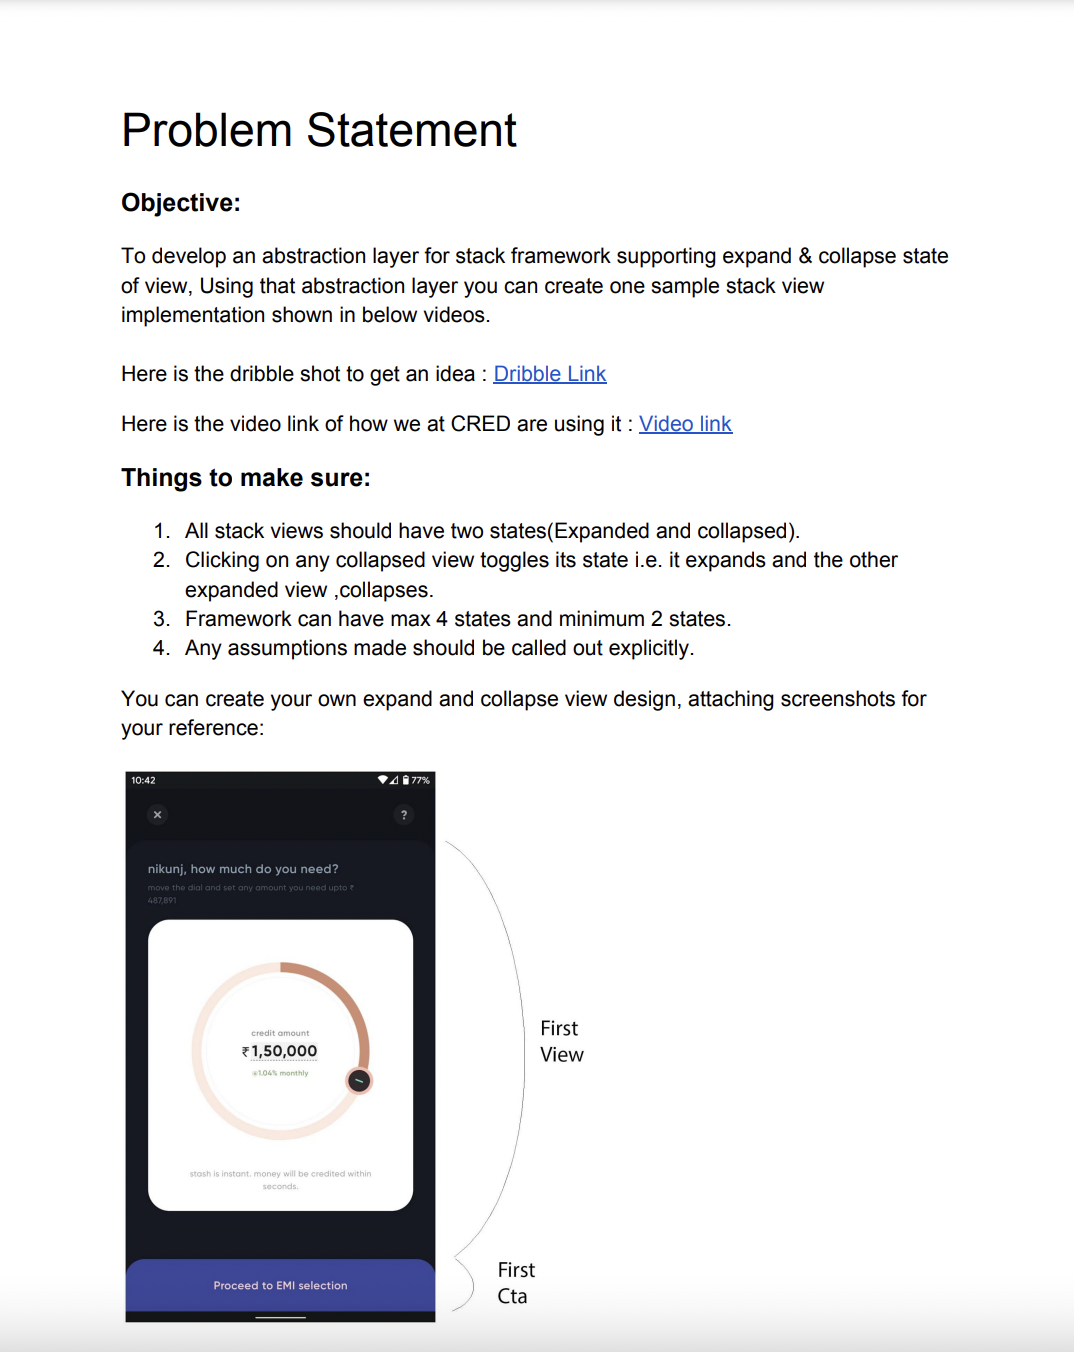 Problem Statement
Objective:
To develop an abstraction layer for stack framework supporting expand & collapse state
of view, Using that abstraction layer you can create one sample stack view
implementation shown in below videos.
Here is the dribble shot to get an idea : Dribble Link
Here is the video link of how we at CRED are using it : Video link
Things to make sure:
1. All stack views should have two states(Expanded and collapsed).
2. Clicking on any collapsed view toggles its state i.e. it expands and the other
expanded view ,collapses.
3. Framework can have max 4 states and minimum 2 states.
4. Any assumptions made should be called out explicitly.
You can create your own expand and collapse view design, attaching screenshots for
your reference:
10:42 77%
× ?
nikunj, how much do you need?
move the dial and set any amount you need upto ₹
487,891
credit amount
₹1,50,000
@1.04% monthly
stash is instant. money will be credited within
seconds.
Proceed to EMI selection
First
View
First
Cta